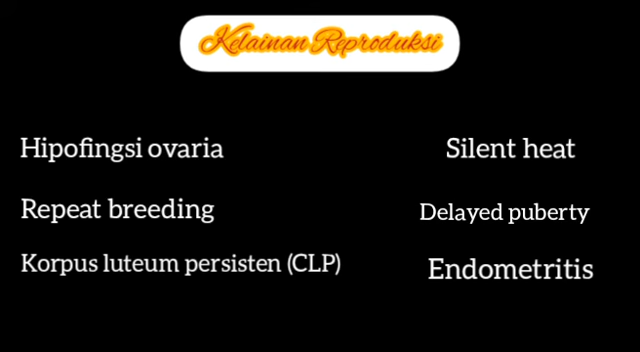 Kelainan Reproduksi
Hipofingsi ovaria
Silent heat
Repeat breeding
Delayed puberty
Korpus luteum persisten (CLP)
Endometritis